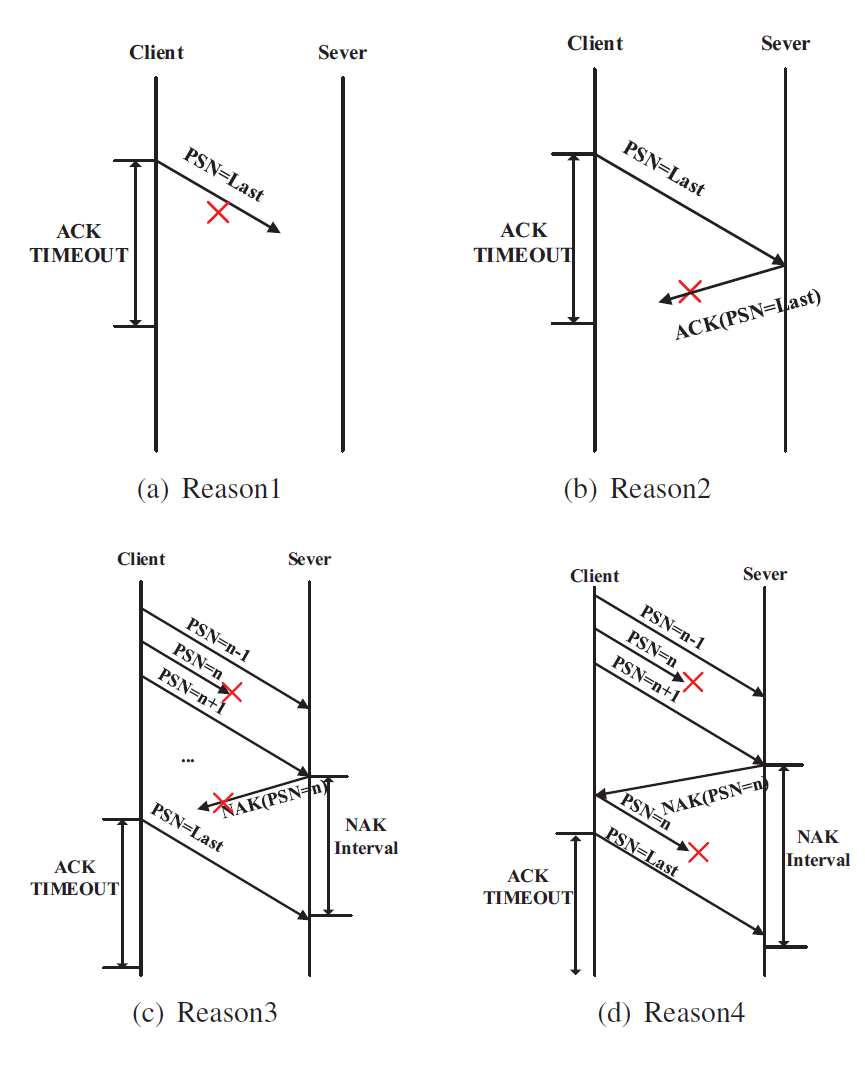 Client Sever
PSN=Last
ACK
TIMEOUT
(a) Reason1
Client Sever
PSN=Last
ACK
TIMEOUT
ACK(PSN=Last)
(b) Reason2
Client Sever
PSN=n-1
PSN=n
PSN=n+1
...
NAK(PSN=n)
PSN=Last
NAK
Interval
ACK
TIMEOUT
(c) Reason3
Client Sever
PSN=n-1
PSN=n
PSN=n+1
NAK(PSN=n)
PSN=n
PSN=Last
NAK
Interval
ACK
TIMEOUT
(d) Reason4